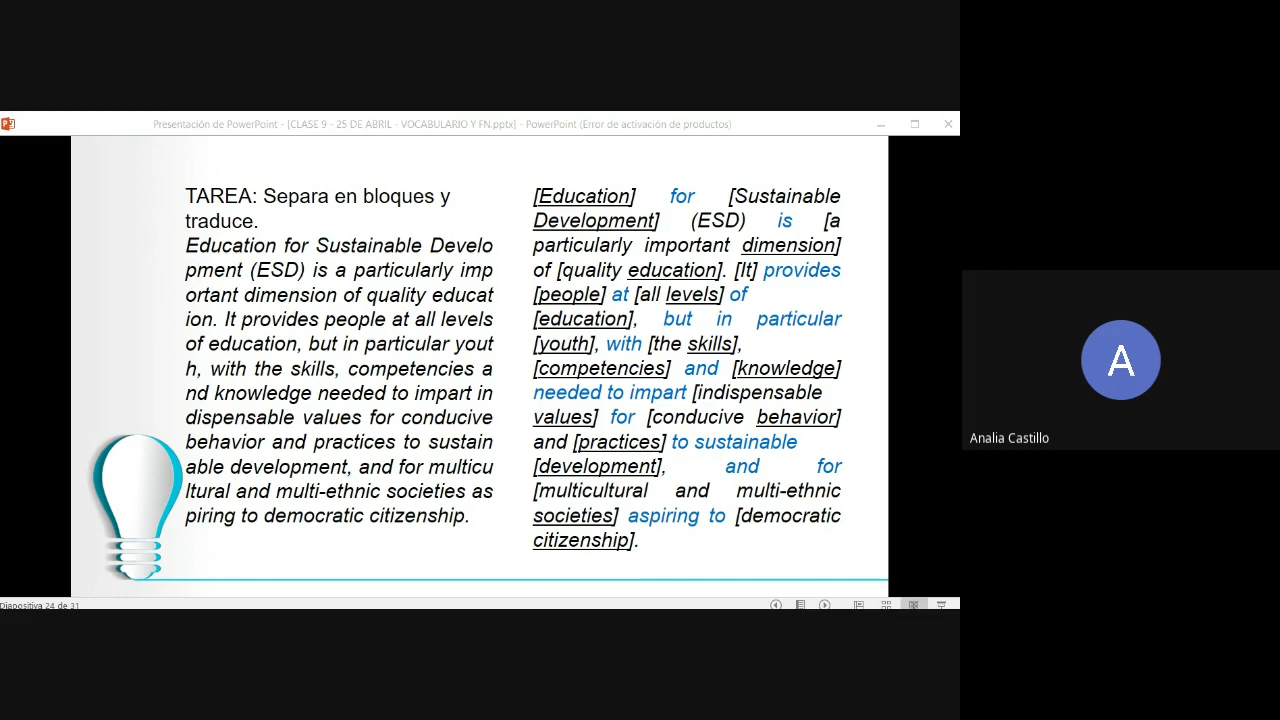 Presentación de PowerPoint - [CLASE 9 - 25 DE ABRIL - VOCABULARIO Y FN.pptx] - PowerPoint (Error de activación de productos)
TAREA: Separa en bloques y
traduce.
Education for Sustainable Develo
pment (ESD) is a particularly imp
ortant dimension of quality educat
ion. It provides people at all levels
of education, but in particular yout
h, with the skills, competencies a
nd knowledge needed to impart in
dispensable values for conducive
behavior and practices to sustain
able development, and for multicu
ltural and multi-ethnic societies as
piring to democratic citizenship.
[Education] for [Sustainable
Development] (ESD) is [a
particularly important dimension]
of [quality education]. [It] provides
[people] at [all levels] of
[education], but in particular
[youth], with [the skills],
[competencies] and [knowledge]
needed to impart [indispensable
values] for [conducive behavior]
and [practices] to sustainable
[development], and for
[multicultural and multi-ethnic
societies] aspiring to [democratic
citizenship].
Diapositiva 24 de 31
A
Analia Castillo